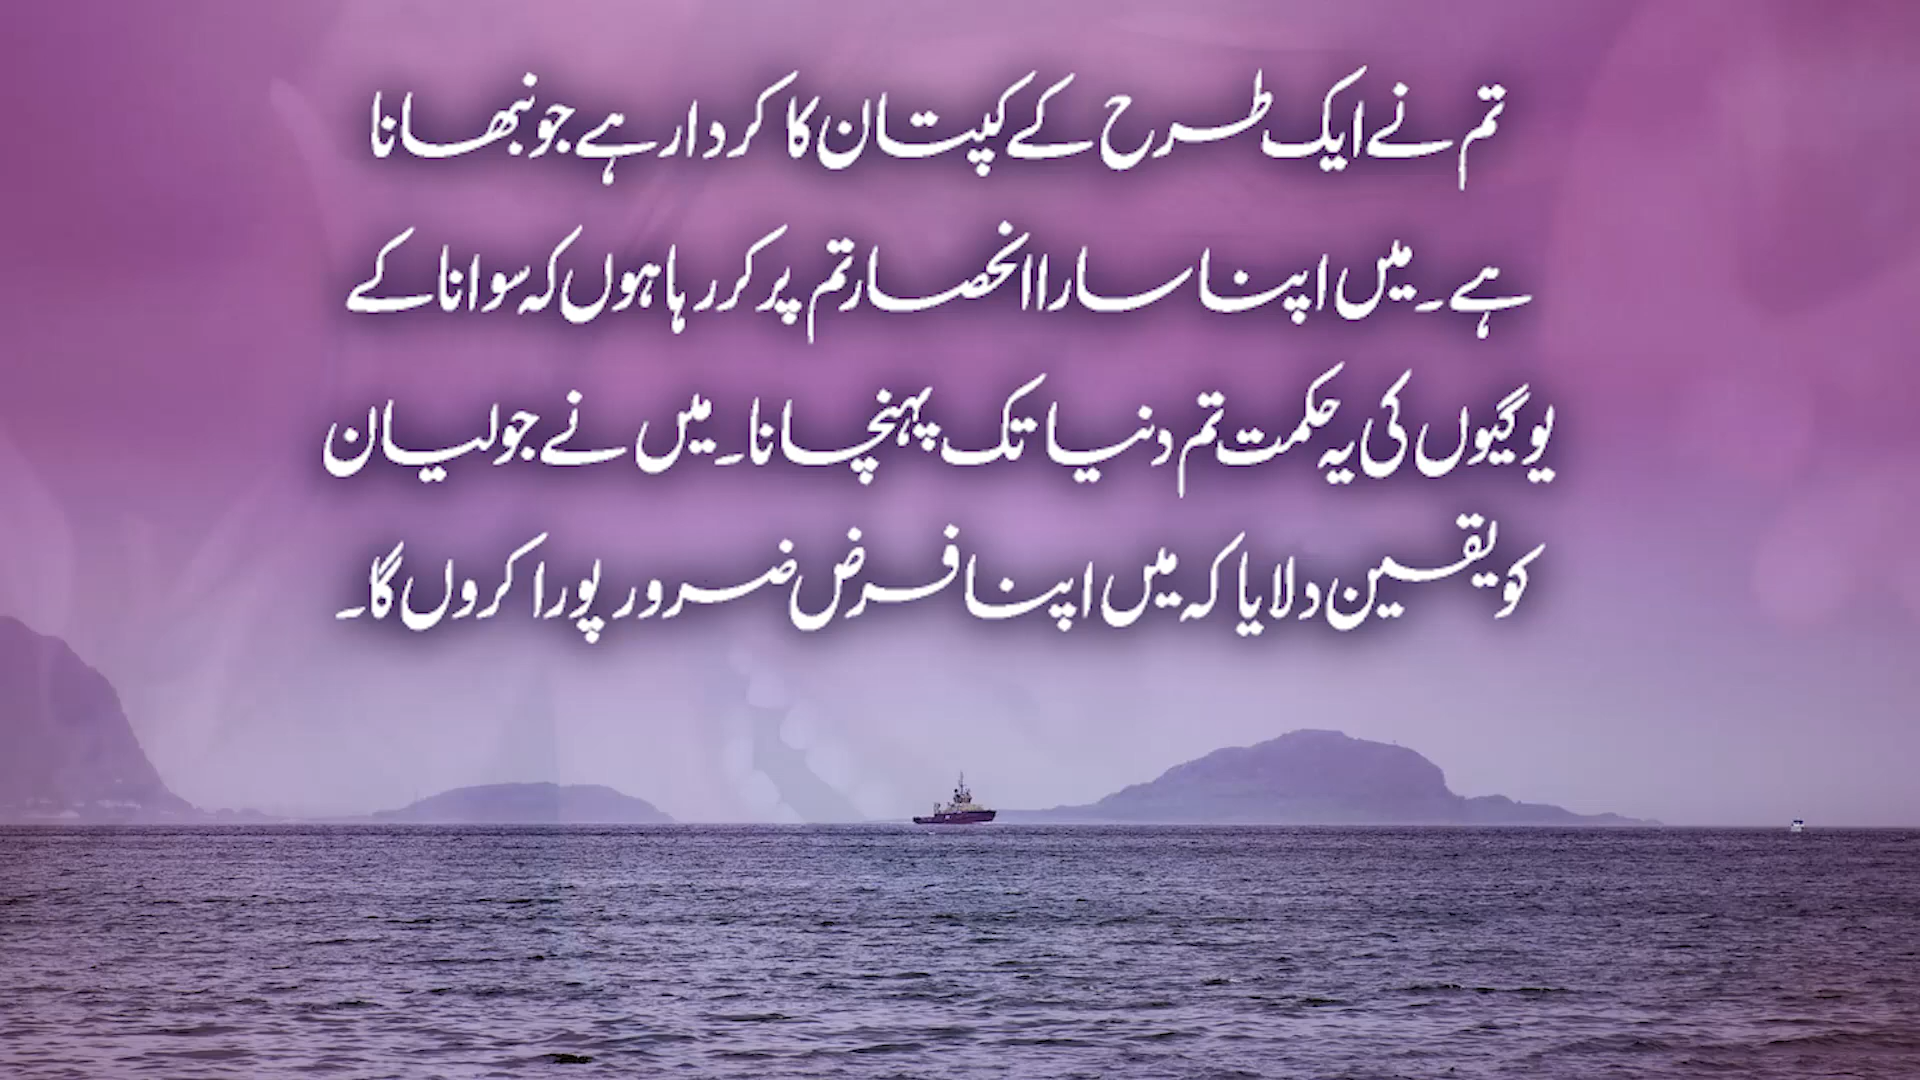 تم نے ایک طرح کے کپتان کا کردار ہے جو نبھانا
ہے۔ میں اپنا سارا انحصار تم پر کر رہا ہوں کہ سوانا کے
یوگیوں کی یہ حکمت تم دنیا تک پہنچانا۔ میں نے جولیان
کو یقین دلایا کہ میں اپنا فرض ضرور پورا کروں گا۔